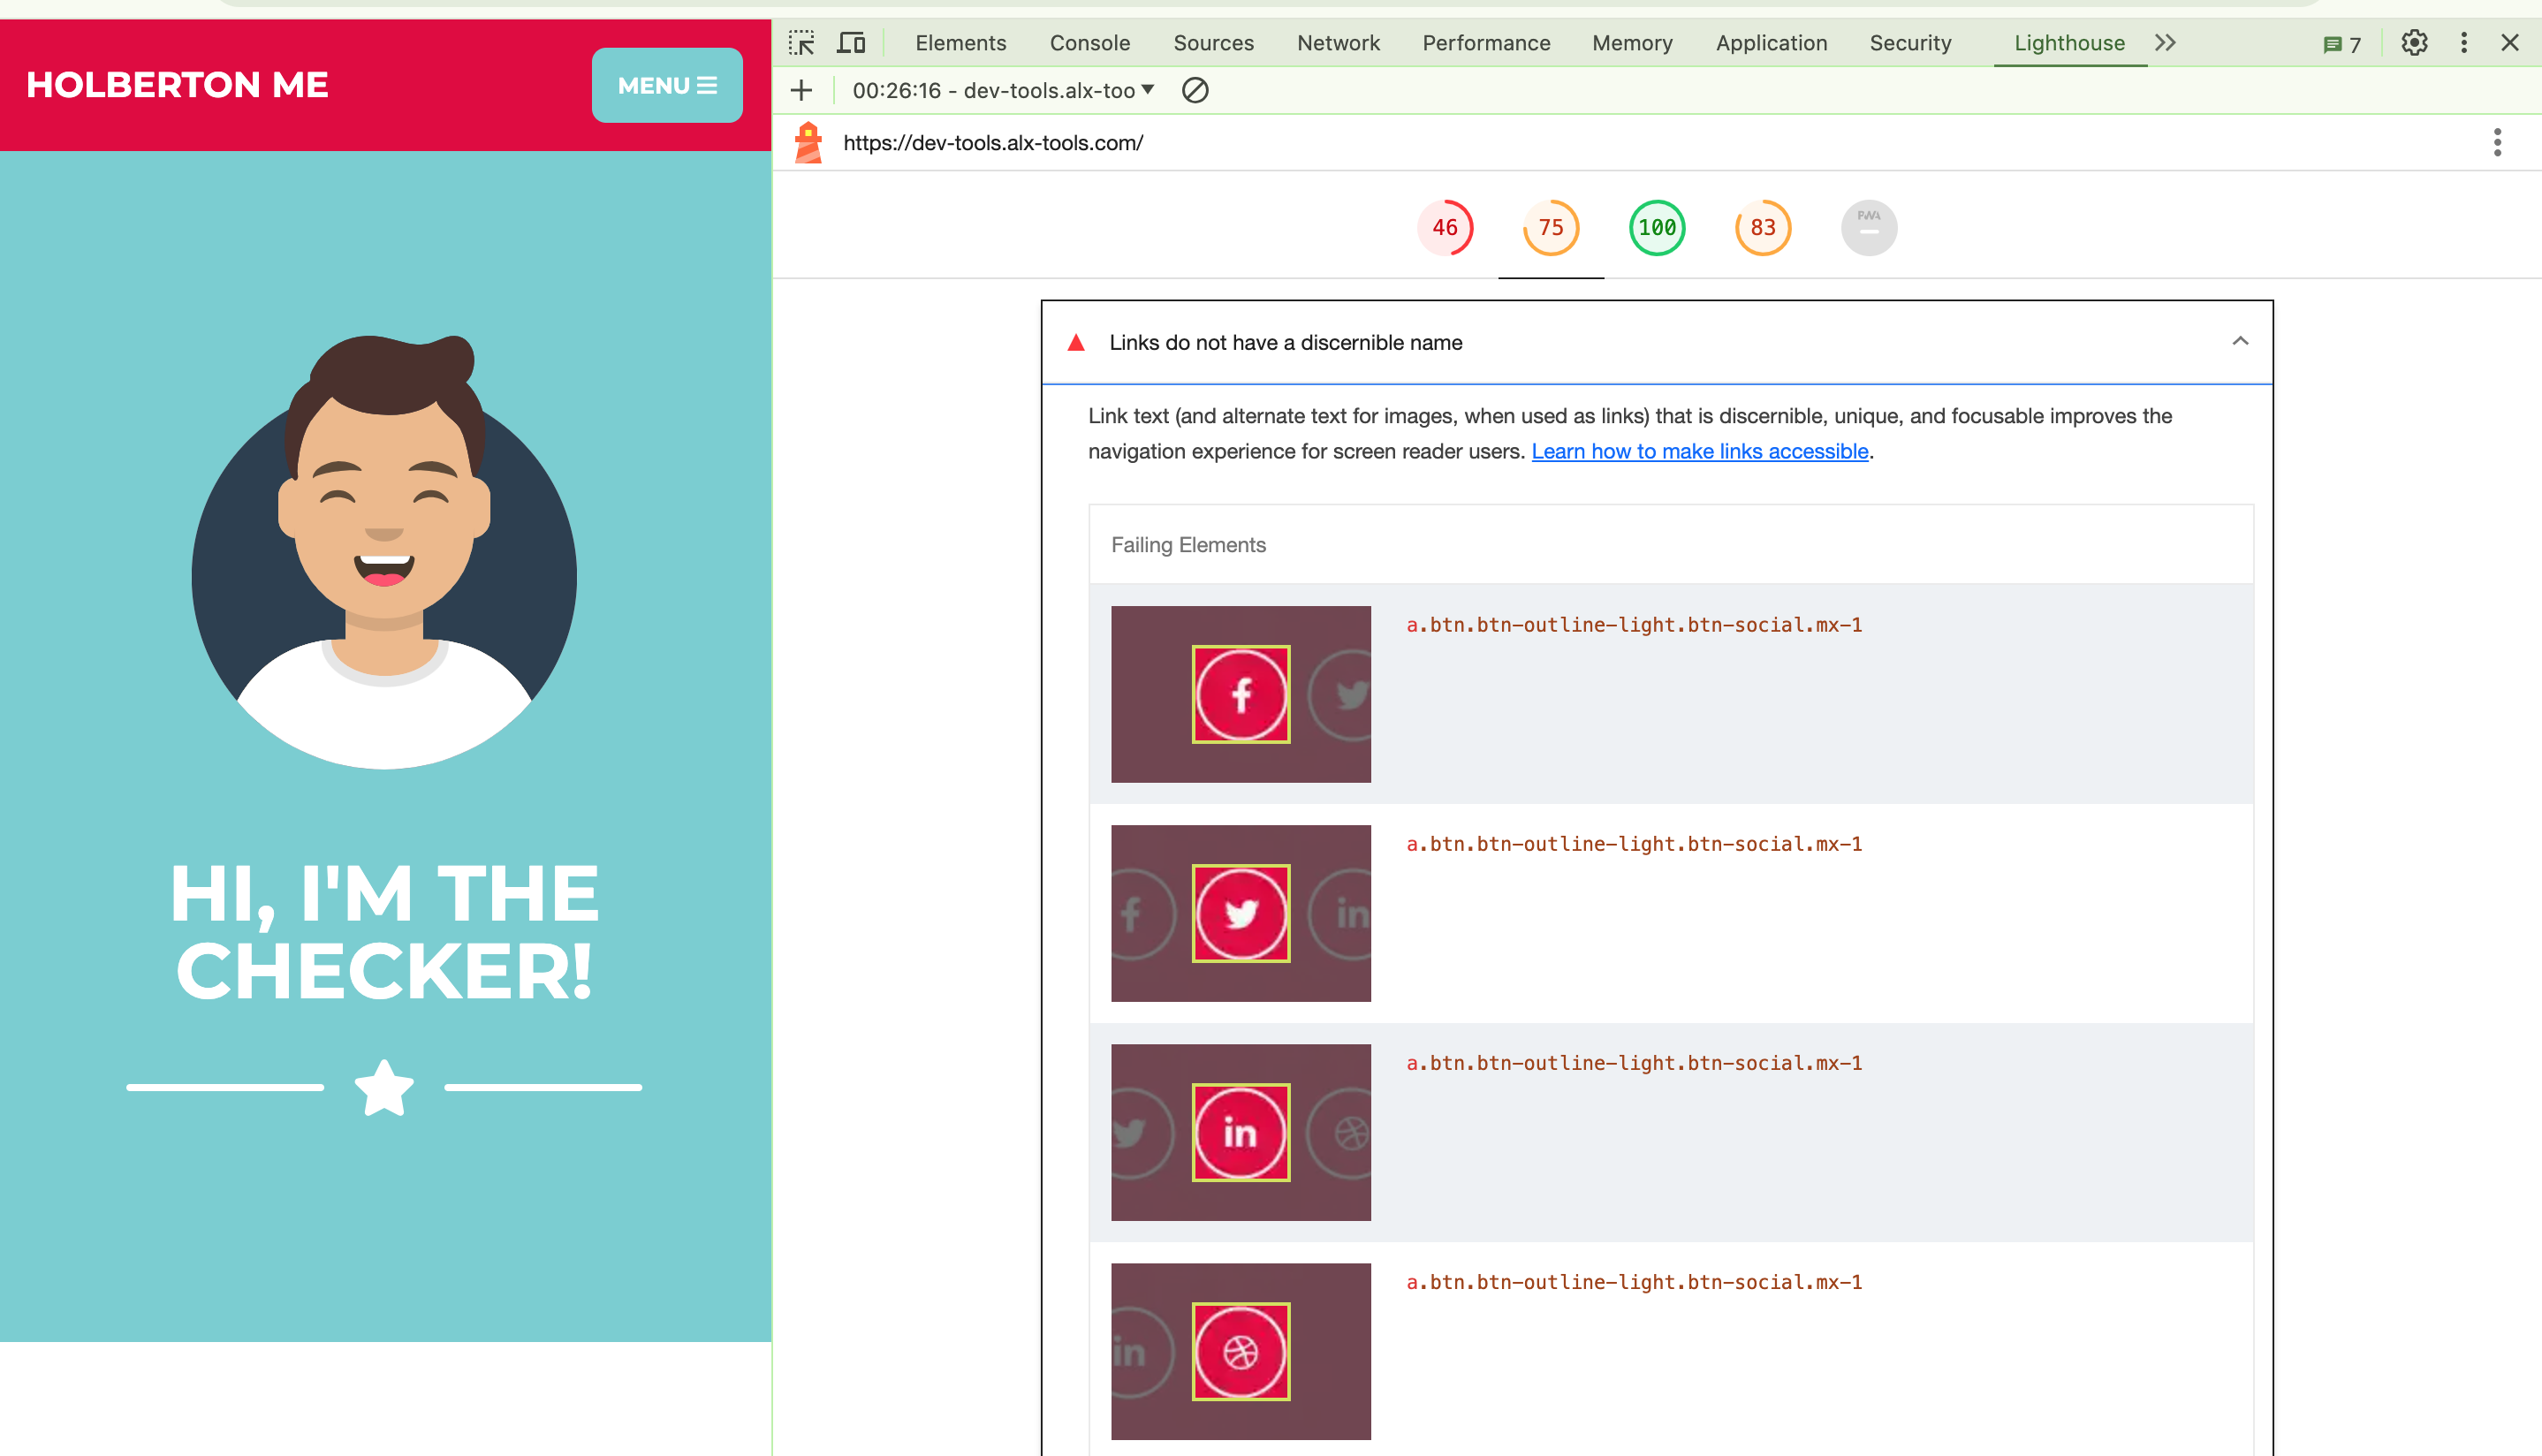 HOLBERTON ME
MENU
HI, I'M THE
CHECKER!
Elements Console Sources Network Performance Memory Application Security Lighthouse 7
00:26:16 - dev-tools.alx-too
https://dev-tools.alx-tools.com/
46 75 100 83 PWA
Links do not have a discernible name
Link text (and alternate text for images, when used as links) that is discernible, unique, and focusable improves the
navigation experience for screen reader users. Learn how to make links accessible.
Failing Elements
a.btn.btn-outline-light.btn-social.mx-1
a.btn.btn-outline-light.btn-social.mx-1
in
a.btn.btn-outline-light.btn-social.mx-1
in
a.btn.btn-outline-light.btn-social.mx-1
in